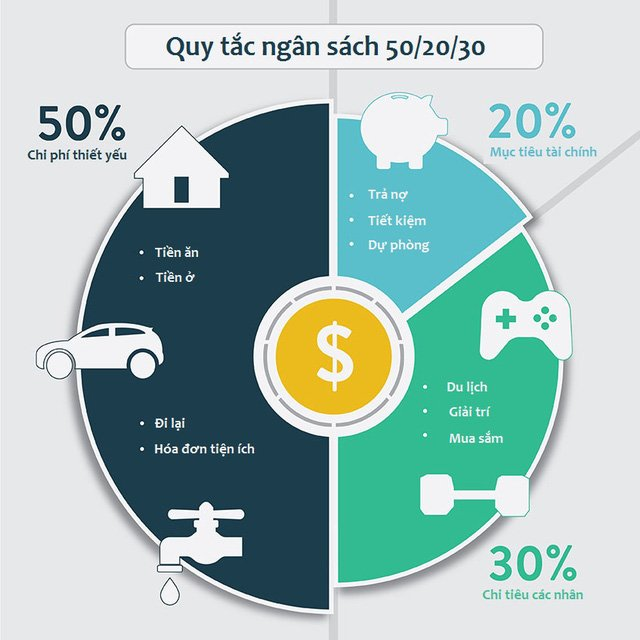 Quy tắc ngân sách 50/20/30
50%
Chi phí thiết yếu
• Tiền ăn
• Tiền ở
• Đi lại
• Hóa đơn tiện ích
20%
Mục tiêu tài chính
• Trả nợ
• Tiết kiệm
• Dự phòng
$
• Du lịch
• Giải trí
• Mua sắm
30%
Chi tiêu các nhân